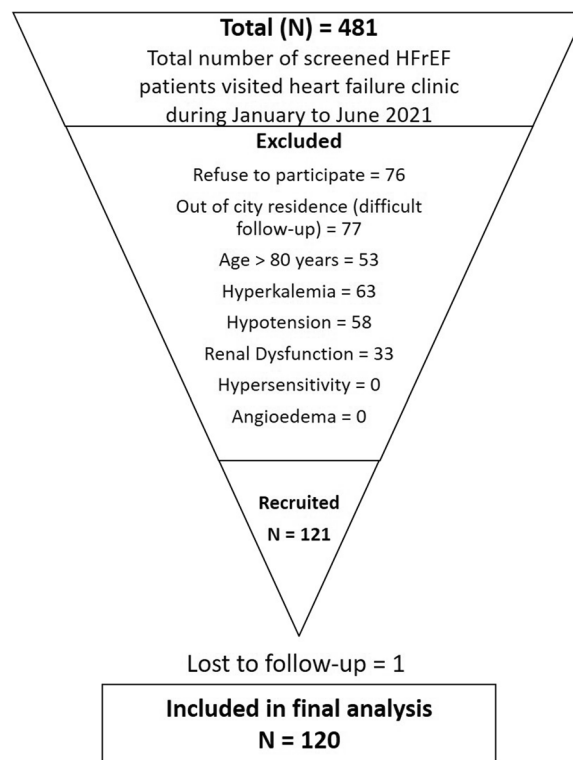 Total (N) = 481
Total number of screened HFrEF
patients visited heart failure clinic
during January to June 2021
Excluded
Refuse to participate = 76
Out of city residence (difficult
follow-up) = 77
Age > 80 years = 53
Hyperkalemia = 63
Hypotension = 58
Renal Dysfunction = 33
Hypersensitivity = 0
Angioedema = 0
Recruited
N = 121
Lost to follow-up = 1
Included in final analysis
N = 120